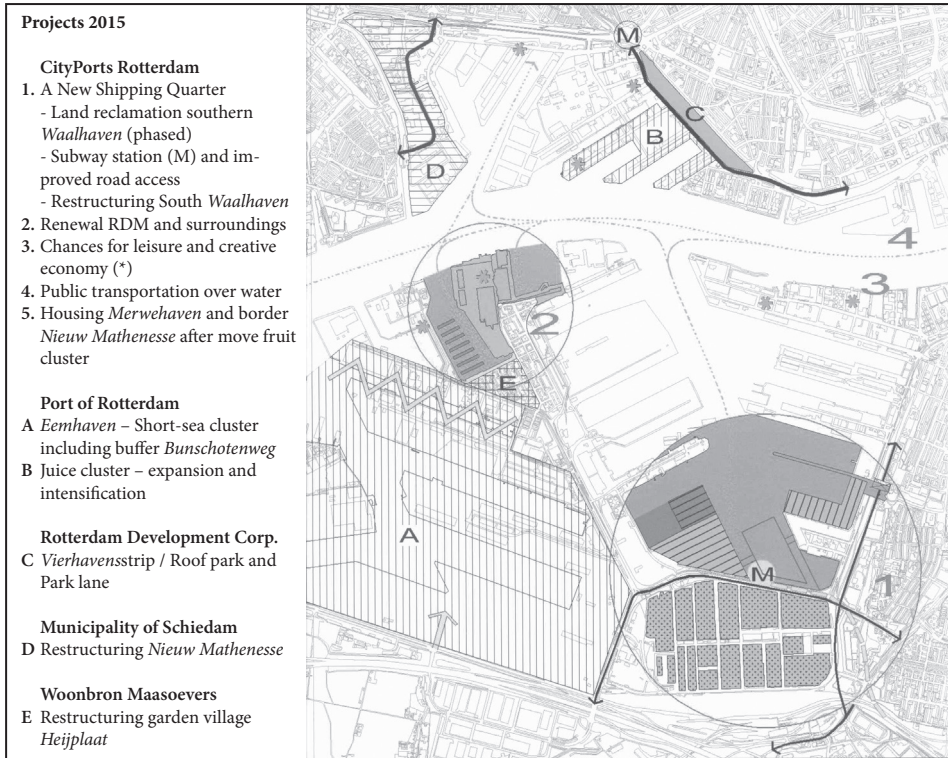 Projects 2015
CityPorts Rotterdam
1. A New Shipping Quarter
- Land reclamation southern
Waalhaven (phased)
- Subway station (M) and im-
proved road access
- Restructuring South Waalhaven
2. Renewal RDM and surroundings
3. Chances for leisure and creative
economy (*)
4. Public transportation over water
5. Housing Merwehaven and border
Nieuw Mathenesse after move fruit
cluster
Port of Rotterdam
A Eemhaven – Short-sea cluster
including buffer Bunschotenweg
B Juice cluster – expansion and
intensification
Rotterdam Development Corp.
C Vierhavensstrip / Roof park and
Park lane
Municipality of Schiedam
D Restructuring Nieuw Mathenesse
Woonbron Maasoevers
E Restructuring garden village
Heijplaat
M
C
B
D
4
3
2
E
A
M
1